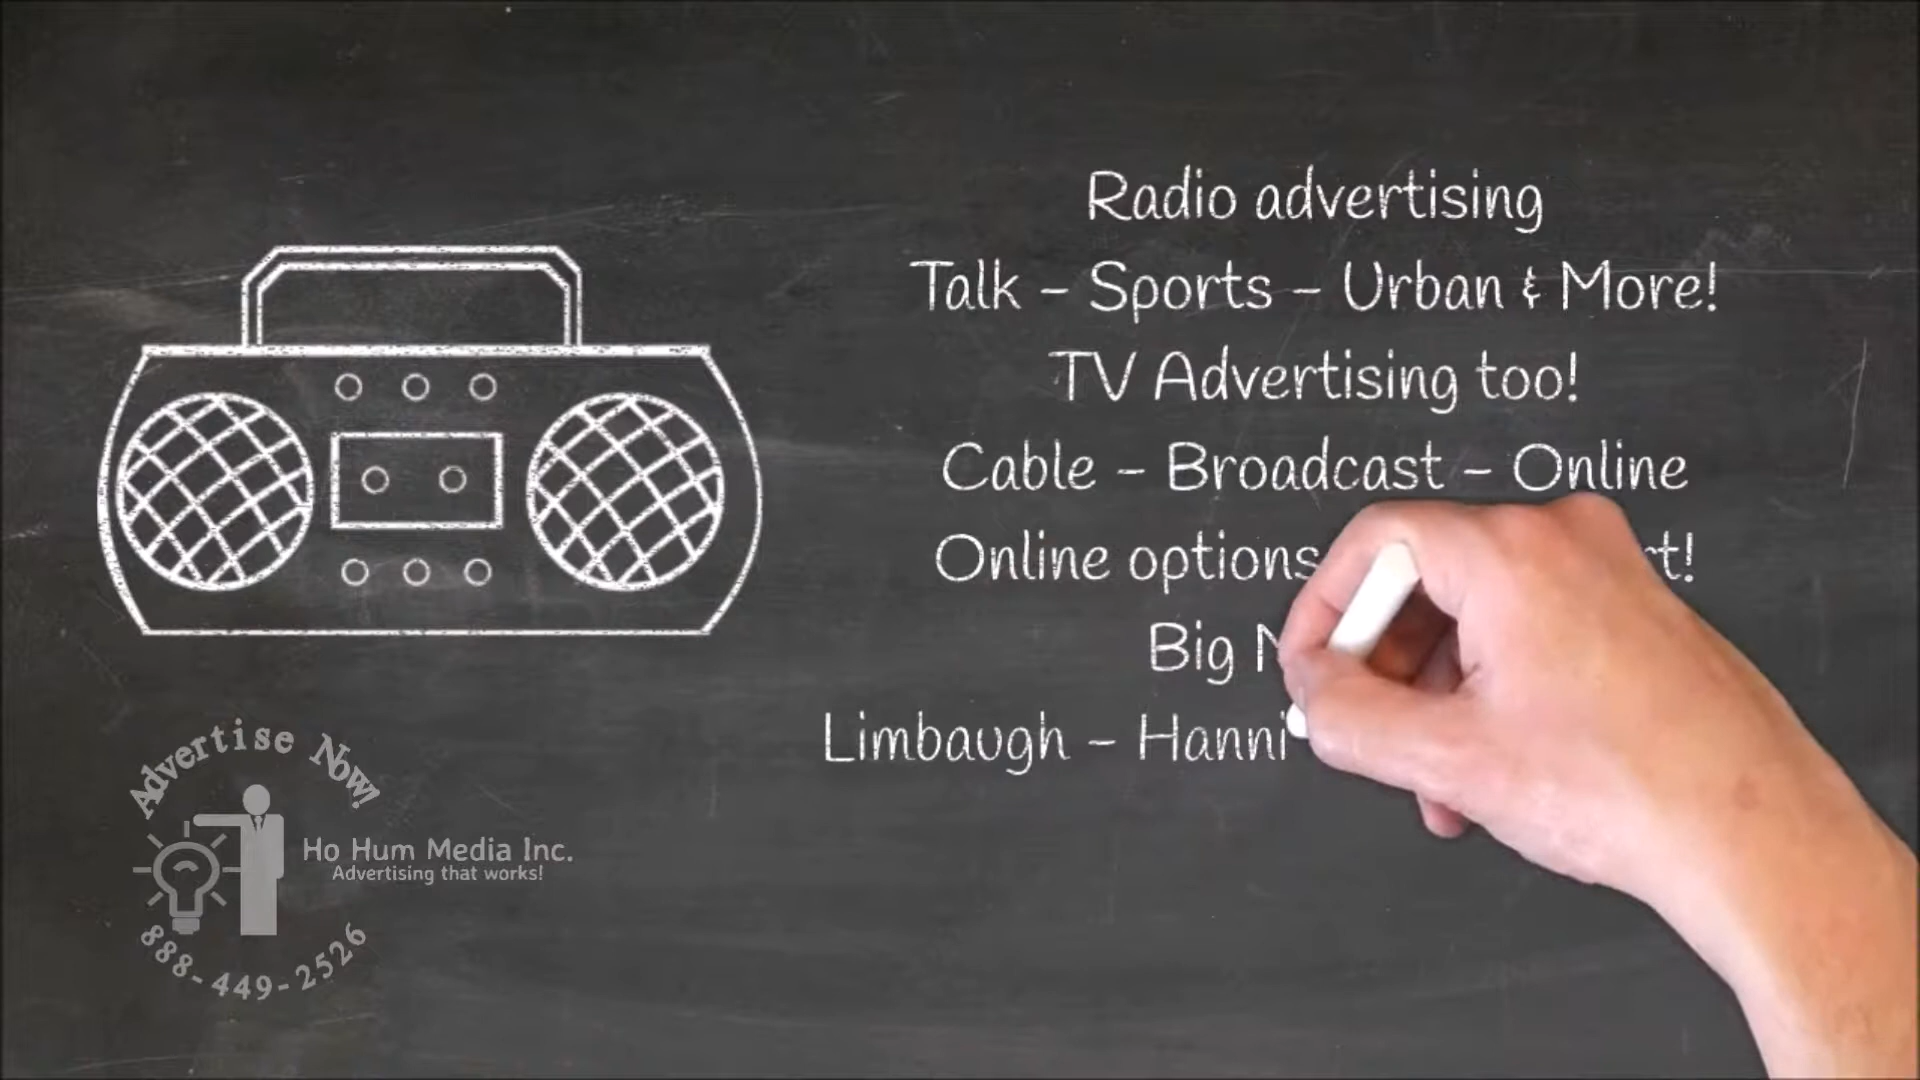 Radio advertising
Talk - Sports - Urban & More!
TV Advertising too!
Cable - Broadcast - Online
Online options
Big
Limbaugh - Hanni
Advertise Now!
Ho Hum Media Inc.
Advertising that works!
888-449-2526